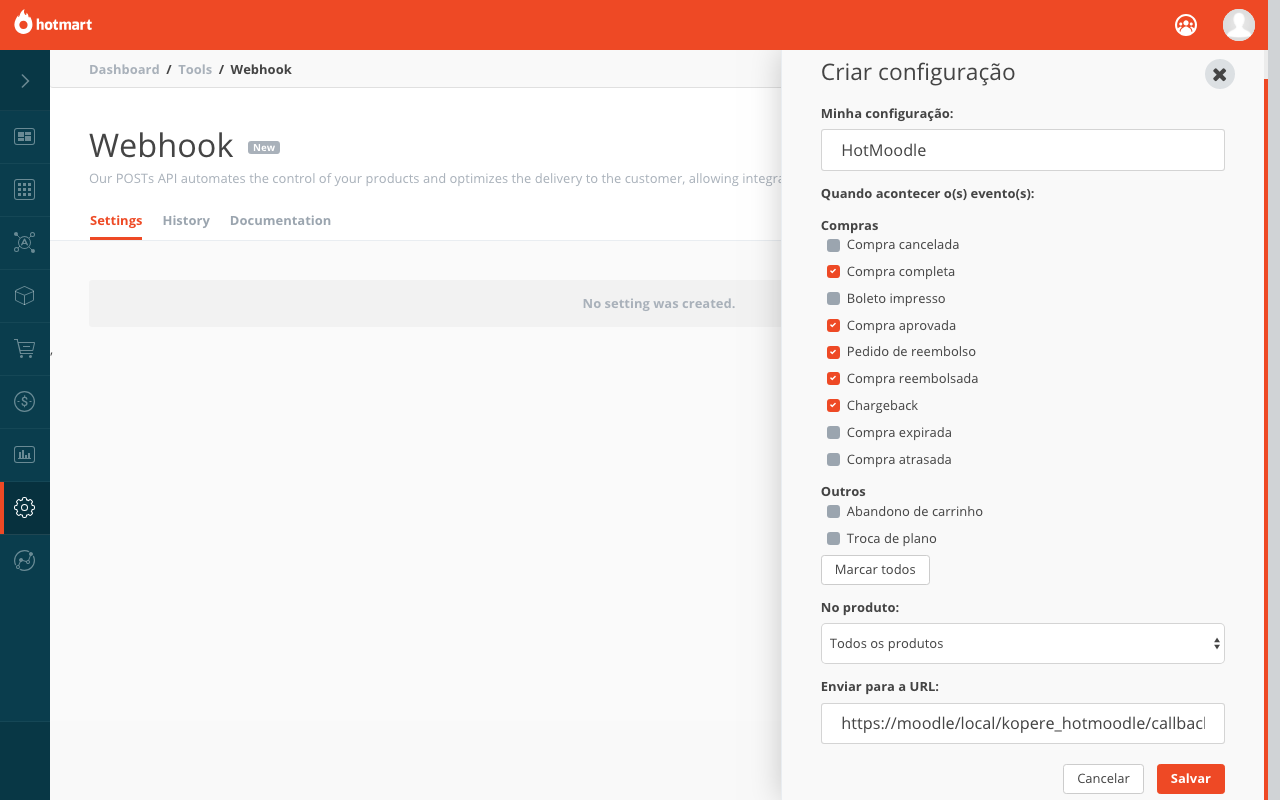 hotmart
Dashboard / Tools / Webhook
Webhook New
Our POSTs API automates the control of your products and optimizes the delivery to the customer, allowing
Settings History Documentation
No setting was created.
Criar configuração
Minha configuração:
HotMoodle
Quando acontecer o(s) evento(s):
Compras
Compra cancelada
Compra completa
Boleto impresso
Compra aprovada
Pedido de reembolso
Compra reembolsada
Chargeback
Compra expirada
Compra atrasada
Outros
Abandono de carrinho
Troca de plano
Marcar todos
No produto:
Todos os produtos
Enviar para a URL:
https://moodle/local/kopere_hotmoodle/callbacl
Cancelar Salvar